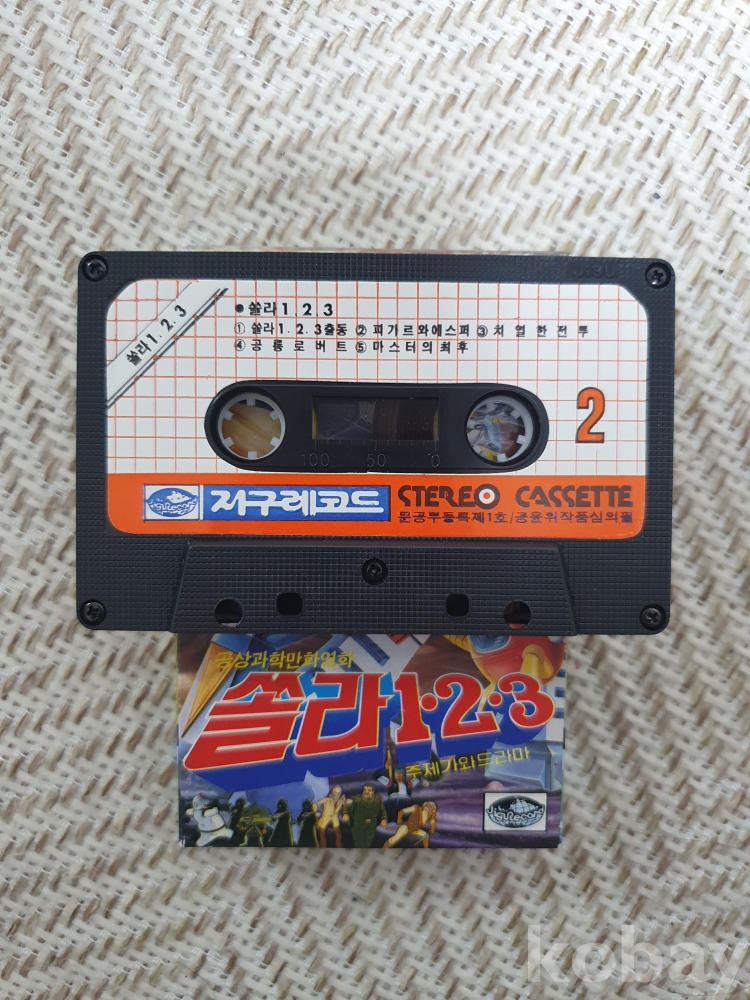 쏠라 1. 2. 3
● 쏠라 1. 2. 3
① 쏠라 1. 2. 3 출동 ② 피가르와에스퍼 ③ 치열한전투
④ 공룡로버트 ⑤ 마스터의최후
2
100 50 0
JigURecord 지구레코드 STEREO CASSETTE
문공부등록제1호/공윤위작품심의필
공상과학만화영화
쏠라 1·2·3
주제가와드라마
JigURecord
kobay